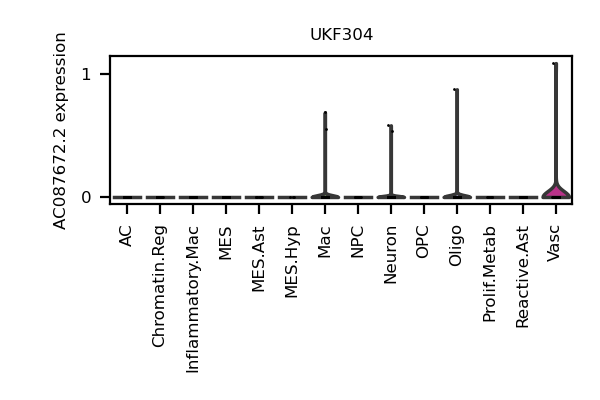 UKF304
AC087672.2 expression
1
0
AC
Chromatin.Reg
Inflammatory.Mac
MES
MES.Ast
MES.Hyp
Mac
NPC
Neuron
OPC
Oligo
Prolif.Metab
Reactive.Ast
Vasc